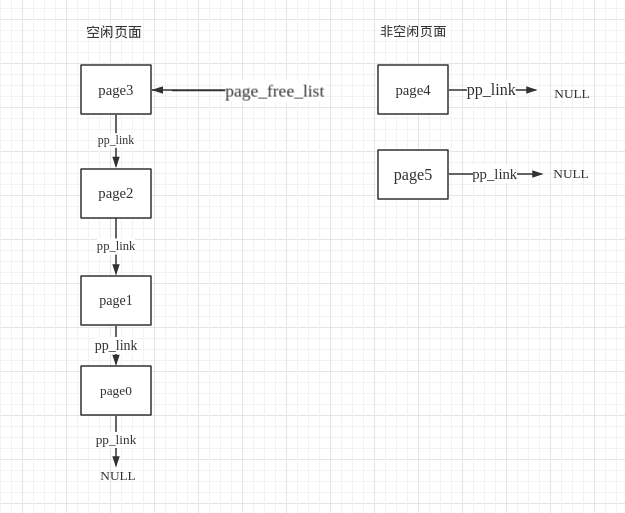 空闲页面
非空闲页面
page3
page_free_list
page4
pp_link
NULL
pp_link
page2
page5
pp_link
NULL
pp_link
page1
pp_link
page0
pp_link
NULL